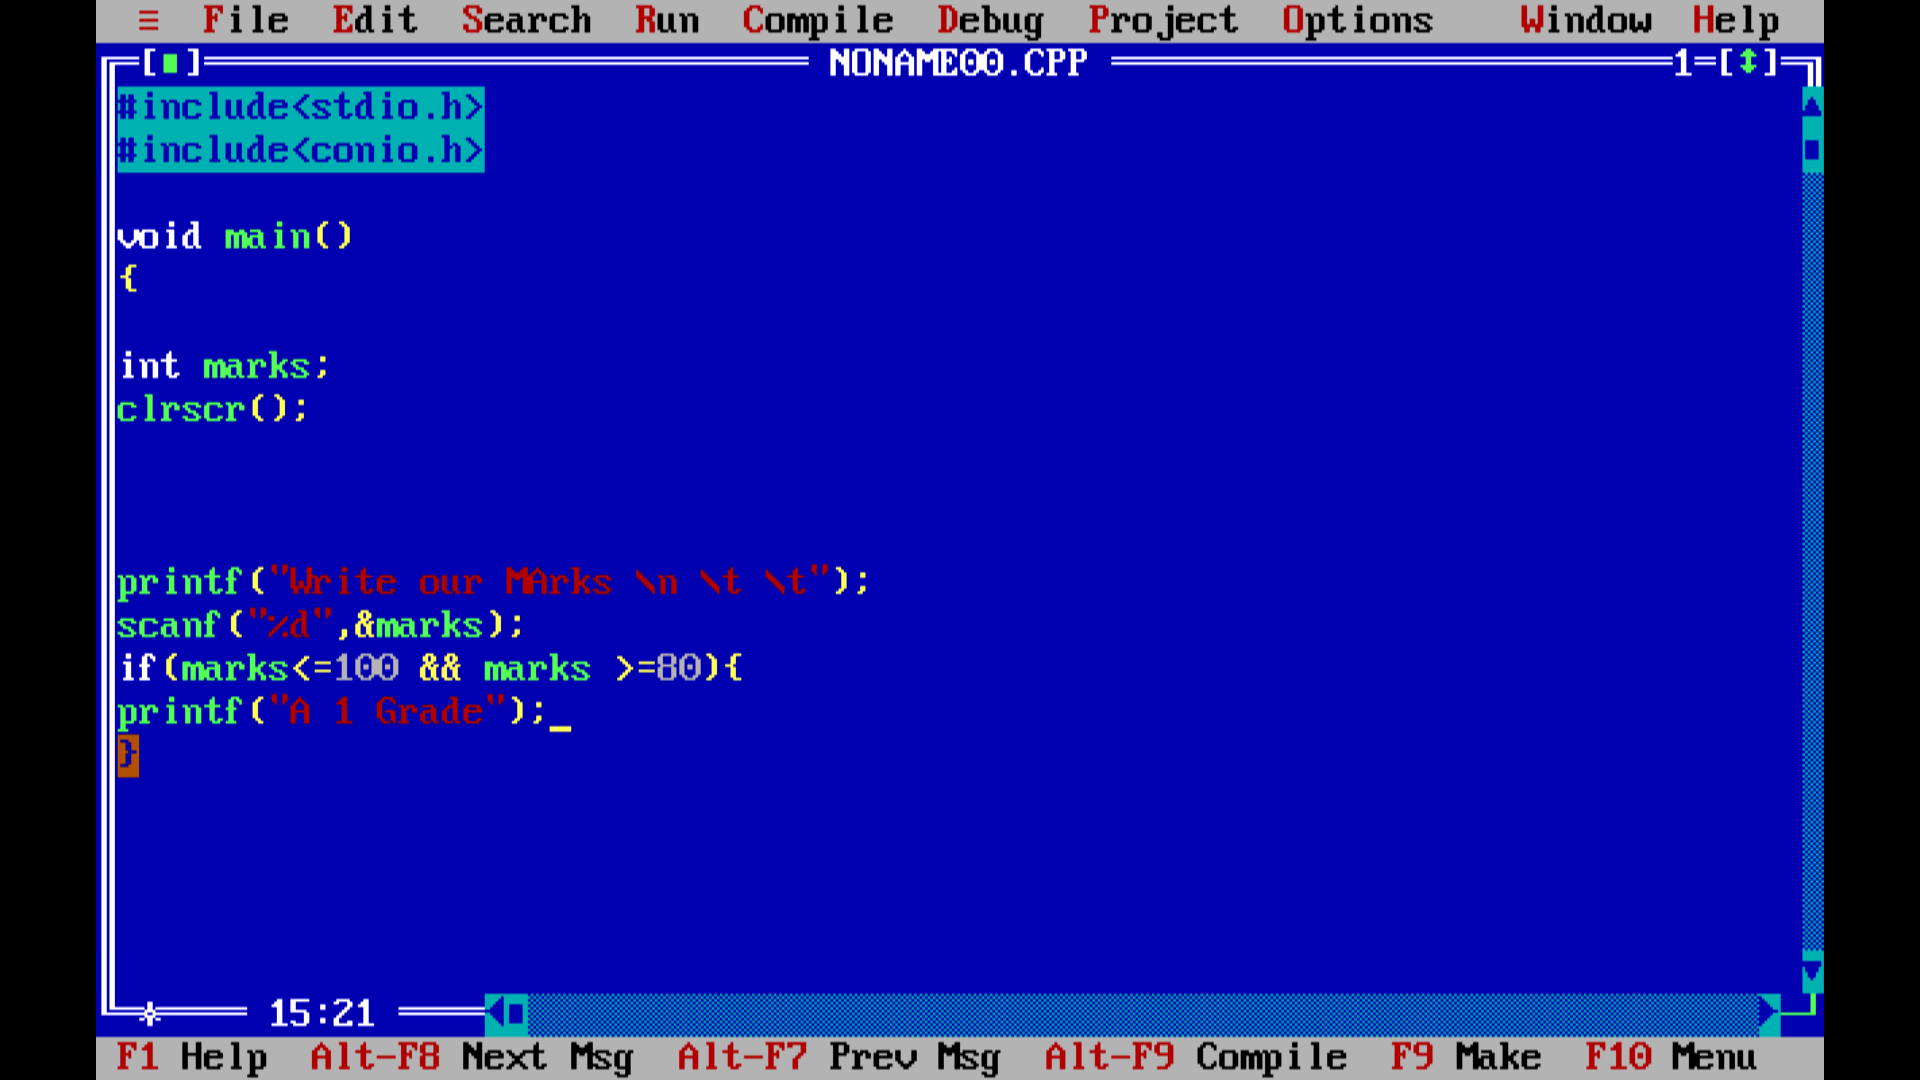 ≡ File Edit Search Run Compile Debug Project Options Window Help
[■] NONAME00.CPP 1=[↕]
#include<stdio.h>
#include<conio.h>
void main()
{
int marks;
clrscr();
printf("Write our MArks \n \t \t");
scanf("%d",&marks);
if(marks<=100 && marks >=80){
printf("A 1 Grade");_
}
15:21
F1 Help Alt-F8 Next Msg Alt-F7 Prev Msg Alt-F9 Compile F9 Make F10 Menu